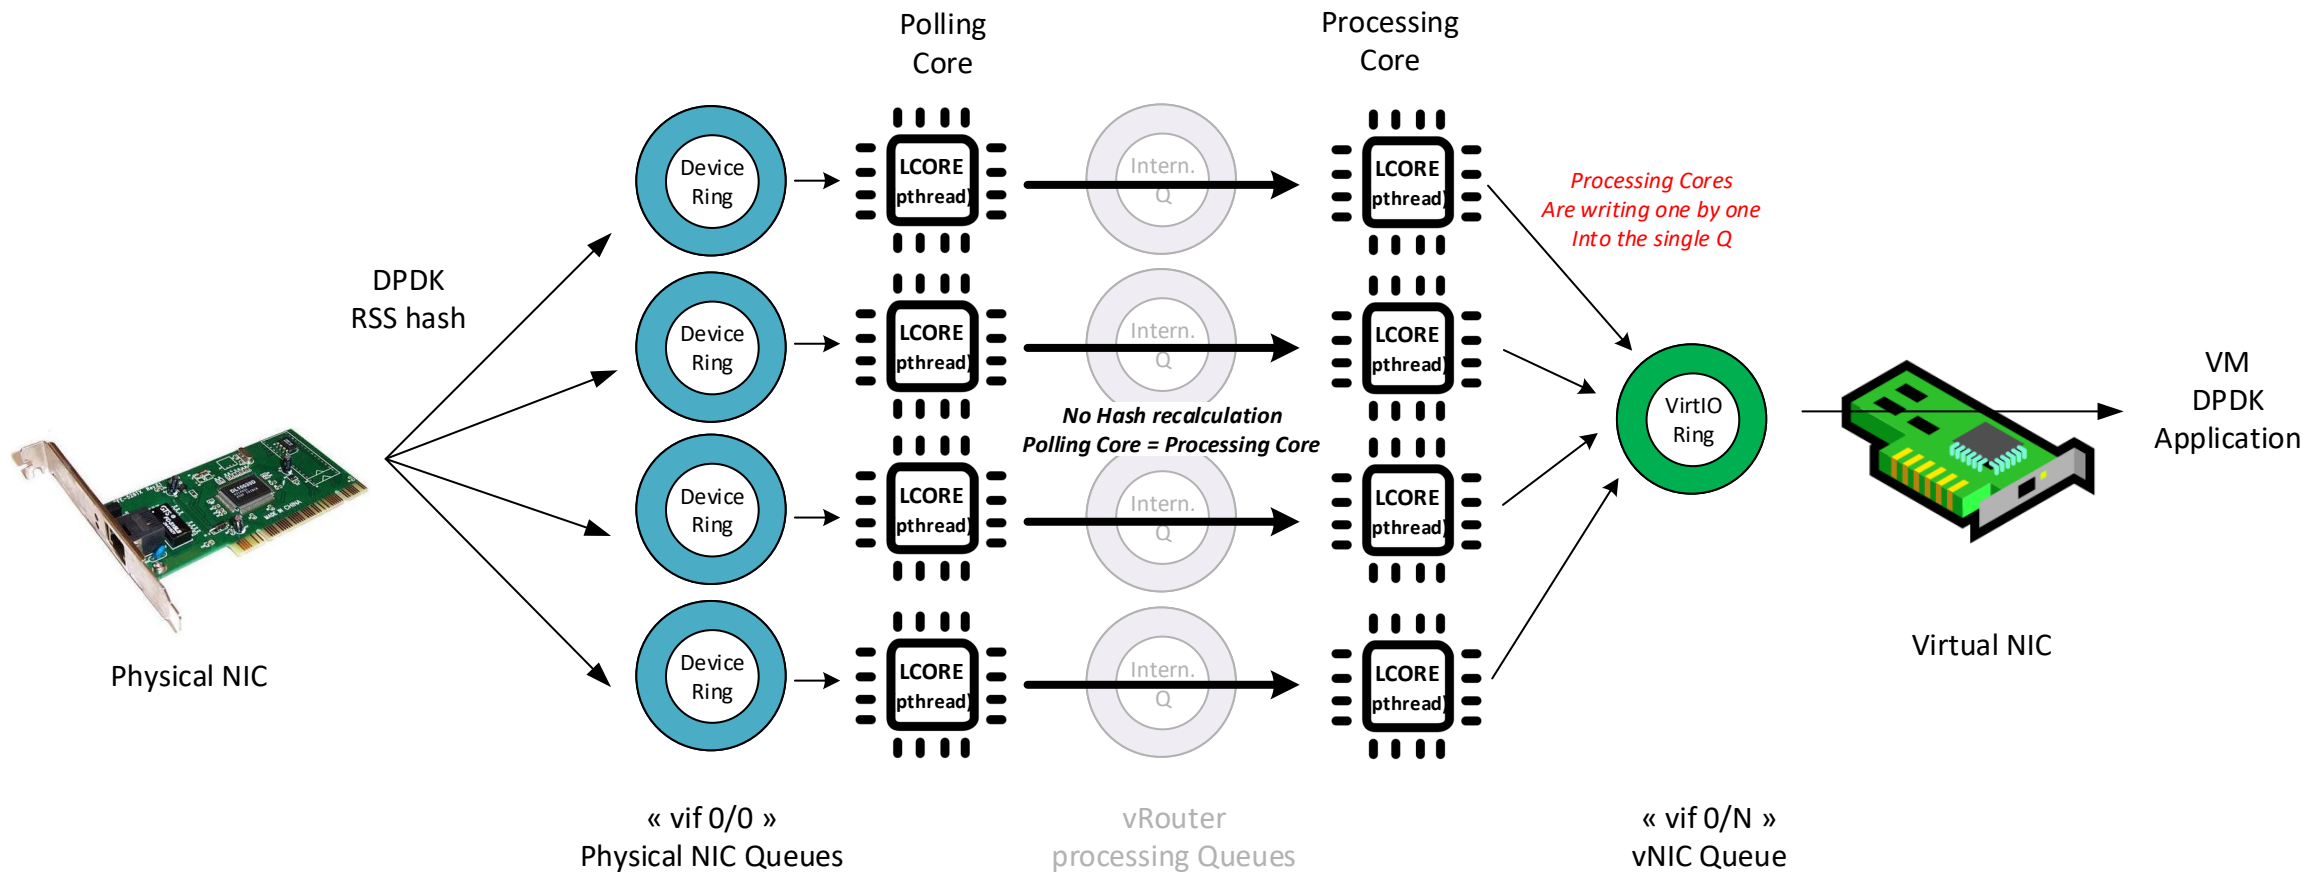 Polling
Core
Processing
Core
DPDK
RSS hash
Device
Ring
LCORE
pthread)
Intern.
Q
LCORE
pthread)
Processing Cores
Are writing one by one
Into the single Q
Device
Ring
LCORE
pthread)
Intern.
Q
LCORE
pthread)
No Hash recalculation
Polling Core = Processing Core
VirtIO
Ring
VM
DPDK
Application
Device
Ring
LCORE
pthread)
Intern.
Q
LCORE
pthread)
Device
Ring
LCORE
pthread)
Intern.
Q
LCORE
pthread)
Physical NIC
Virtual NIC
« vif 0/0 »
Physical NIC Queues
vRouter
processing Queues
« vif 0/N »
vNIC Queue